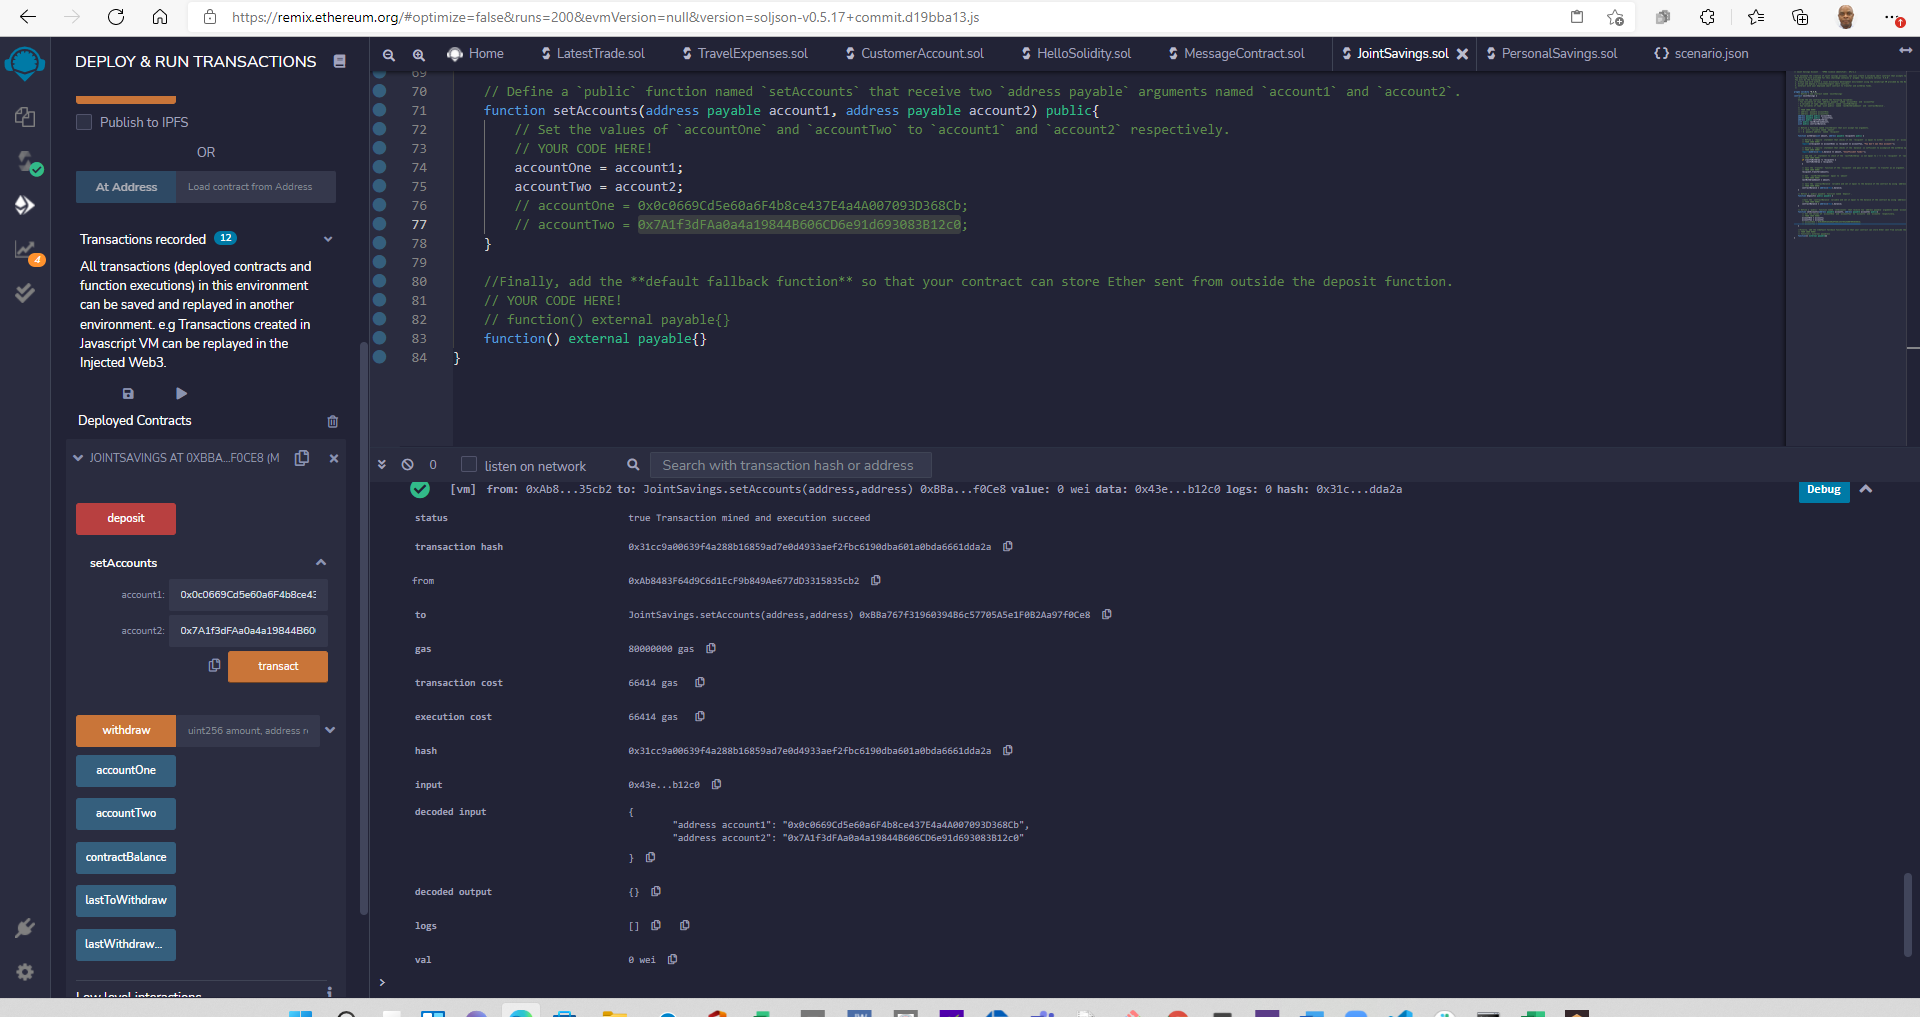 https://remix.ethereum.org/#optimize=false&runs=200&evmVersion=null&version=soljson-v0.5.17+commit.d19bba13.js
DEPLOY & RUN TRANSACTIONS
Home
LatestTrade.sol
TravelExpenses.sol
CustomerAccount.sol
HelloSolidity.sol
MessageContract.sol
JointSavings.sol
PersonalSavings.sol
scenario.json
Publish to IPFS
OR
At Address
Load contract from Address
Transactions recorded 12
All transactions (deployed contracts and
function executions) in this environment
can be saved and replayed in another
environment. e.g Transactions created in
Javascript VM can be replayed in the
Injected Web3.
Deployed Contracts
JOINTSAVINGS AT 0XBBA...F0CE8 (M
deposit
setAccounts
account1: 0x0c0669Cd5e60a6F4b8ce43
account2: 0x7A1f3dFAa0a4a19844B60
transact
withdraw
uint256 amount, address r
accountOne
accountTwo
contractBalance
lastToWithdraw
lastWithdraw...
Low level interactions
4
69
70 // Define a `public` function named `setAccounts` that receive two `address payable` arguments named `account1` and `account2`.
71 function setAccounts(address payable account1, address payable account2) public{
72 // Set the values of `accountOne` and `accountTwo` to `account1` and `account2` respectively.
73 // YOUR CODE HERE!
74 accountOne = account1;
75 accountTwo = account2;
76 // accountOne = 0x0c0669Cd5e60a6F4b8ce437E4a4A007093D368Cb;
77 // accountTwo = 0x7A1f3dFAa0a4a19844B606CD6e91d693083B12c0;
78 }
79
80 //Finally, add the **default fallback function** so that your contract can store Ether sent from outside the deposit function.
81 // YOUR CODE HERE!
82 // function() external payable{}
83 function() external payable{}
84 }
0
listen on network
Search with transaction hash or address
[vm] from: 0xAb8...35cb2 to: JointSavings.setAccounts(address,address) 0xBBa...f0Ce8 value: 0 wei data: 0x43e...b12c0 logs: 0 hash: 0x31c...dda2a
Debug
status true Transaction mined and execution succeed
transaction hash 0x31cc9a00639f4a288b16859ad7e0d4933aef2fbc6190dba601a0bda6661dda2a
from 0xAb8483F64d9C6d1EcF9b849Ae677dD3315835cb2
to JointSavings.setAccounts(address,address) 0xBBa767f31960394B6c57705A5e1F0B2Aa97f0Ce8
gas 80000000 gas
transaction cost 66414 gas
execution cost 66414 gas
hash 0x31cc9a00639f4a288b16859ad7e0d4933aef2fbc6190dba601a0bda6661dda2a
input 0x43e...b12c0
decoded input {
"address account1": "0x0c0669Cd5e60a6F4b8ce437E4a4A007093D368Cb",
"address account2": "0x7A1f3dFAa0a4a19844B606CD6e91d693083B12c0"
}
decoded output {}
logs []
val 0 wei
>